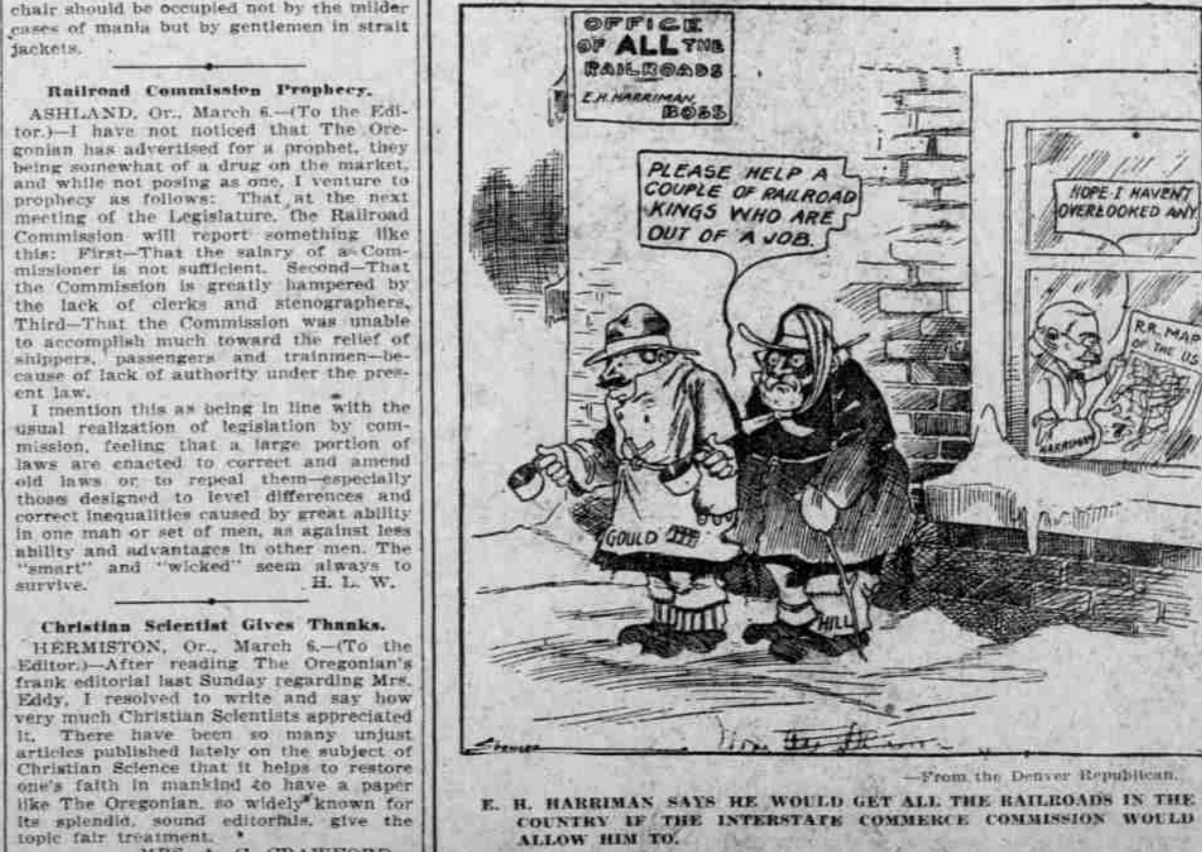 chair should be occupied not by the milder
cases of mania but by gentlemen in strait
jackets.
Railroad Commission Prophecy.
ASHLAND, Or., March 6.—(To the Edi-
tor.)—I have not noticed that The Ore-
gonian has advertised for a prophet, they
being somewhat of a drug on the market,
and while not posing as one, I venture to
prophecy as follows: That at the next
meeting of the Legislature, the Railroad
Commission will report something like
this: First—That the salary of a Com-
missioner is not sufficient. Second—That
the Commission is greatly hampered by
the lack of clerks and stenographers.
Third—That the Commission was unable
to accomplish much toward the relief of
shippers, passengers and trainmen—be-
cause of lack of authority under the pres-
ent law.
I mention this as being in line with the
usual realization of legislation by com-
mission, feeling that a large portion of
laws are enacted to correct and amend
old laws or to repeal them—especially
those designed to level differences and
correct inequalities caused by great ability
in one man or set of men, as against less
ability and advantages in other men. The
"smart" and "wicked" seem always to
survive. H. L. W.
Christian Scientist Gives Thanks.
HERMISTON, Or., March 6.—(To the
Editor.)—After reading The Oregonian's
frank editorial last Sunday regarding Mrs.
Eddy, I resolved to write and say how
very much Christian Scientists appreciated
it. There have been so many unjust
articles published lately on the subject of
Christian Science that it helps to restore
one's faith in mankind to have a paper
like The Oregonian, so widely known for
its splendid, sound editorials, give the
topic fair treatment.
MRS. A. G. CRAWFORD.
OFFICE
OF ALL THE
RAILROADS
E.H. HARRIMAN,
BOSS
PLEASE HELP A
COUPLE OF RAILROAD
KINGS WHO ARE
OUT OF A JOB.
HOPE I HAVEN'T
OVERLOOKED ANY
R.R. MAP
OF THE U.S.
HARRIMAN
GOULD
HILL
—From the Denver Republican.
E. H. HARRIMAN SAYS HE WOULD GET ALL THE RAILROADS IN THE
COUNTRY IF THE INTERSTATE COMMERCE COMMISSION WOULD
ALLOW HIM TO.